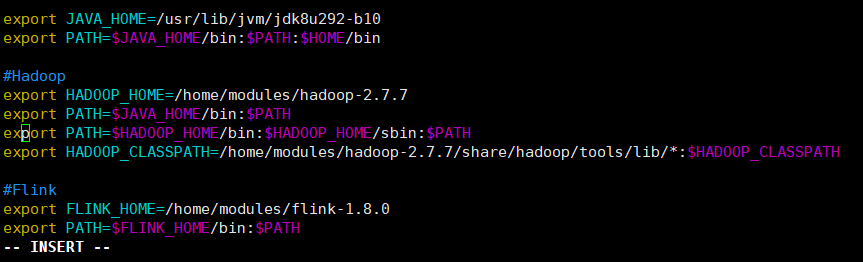 export JAVA_HOME=/usr/lib/jvm/jdk8u292-b10
export PATH=$JAVA_HOME/bin:$PATH:$HOME/bin
#Hadoop
export HADOOP_HOME=/home/modules/hadoop-2.7.7
export PATH=$JAVA_HOME/bin:$PATH
export PATH=$HADOOP_HOME/bin:$HADOOP_HOME/sbin:$PATH
export HADOOP_CLASSPATH=/home/modules/hadoop-2.7.7/share/hadoop/tools/lib/*:$HADOOP_CLASSPATH
#Flink
export FLINK_HOME=/home/modules/flink-1.8.0
export PATH=$FLINK_HOME/bin:$PATH
-- INSERT --